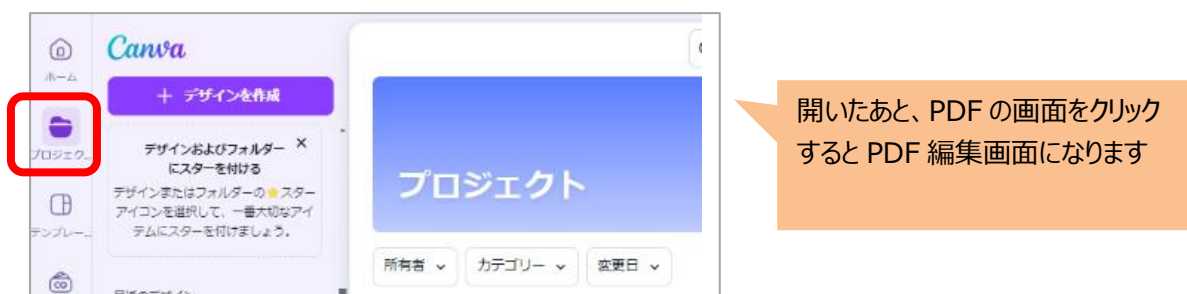 Canva
ホーム
+ デザインを作成
プロジェク...
デザインおよびフォルダー ×
にスターを付ける
デザインまたはフォルダーの⭐スター
アイコンを選択して、一番大切なアイ
テムにスターを付けましょう。
テンプレー...
プロジェクト
所有者
カテゴリー
変更日
開いたあと、PDF の画面をクリック
すると PDF 編集画面になります